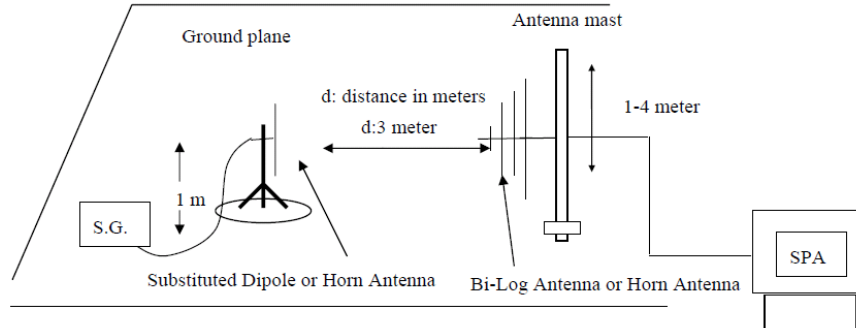 Antenna mast
Ground plane
d: distance in meters
d:3 meter
1-4 meter
1 m
S.G.
SPA
Substituted Dipole or Horn Antenna
Bi-Log Antenna or Horn Antenna